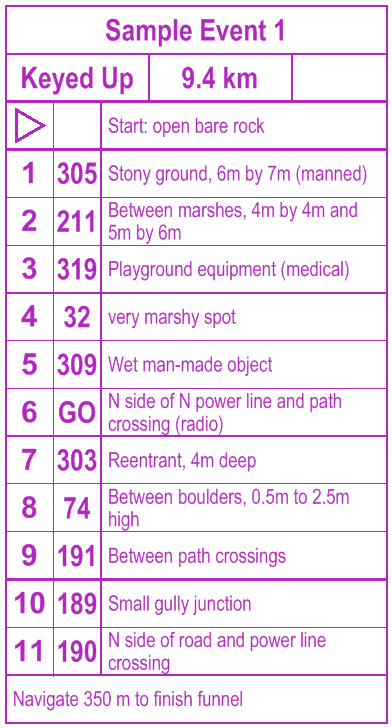 Sample Event 1
Keyed Up 9.4 km
Start: open bare rock
1 305 Stony ground, 6m by 7m (manned)
2 211 Between marshes, 4m by 4m and
5m by 6m
3 319 Playground equipment (medical)
4 32 very marshy spot
5 309 Wet man-made object
6 GO N side of N power line and path
crossing (radio)
7 303 Reentrant, 4m deep
8 74 Between boulders, 0.5m to 2.5m
high
9 191 Between path crossings
10 189 Small gully junction
11 190 N side of road and power line
crossing
Navigate 350 m to finish funnel